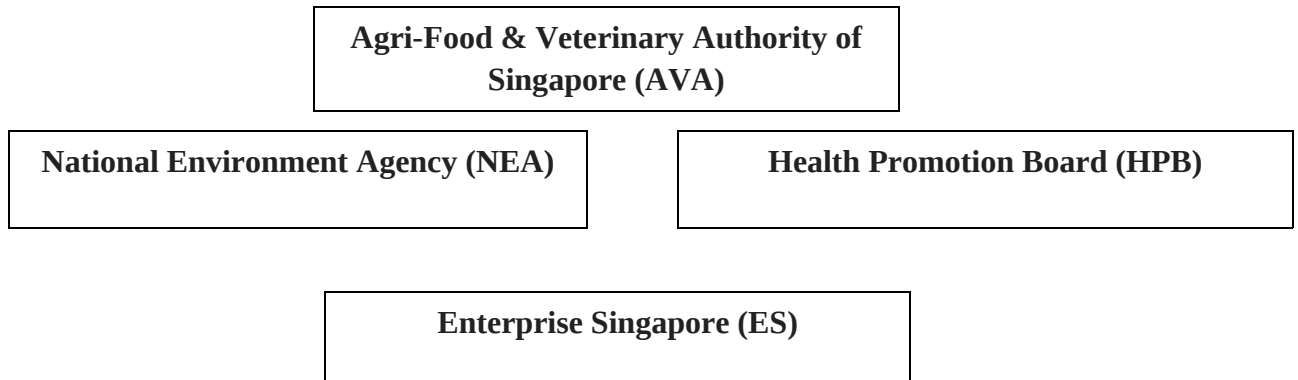 Agri-Food & Veterinary Authority of
Singapore (AVA)
National Environment Agency (NEA)
Health Promotion Board (HPB)
Enterprise Singapore (ES)